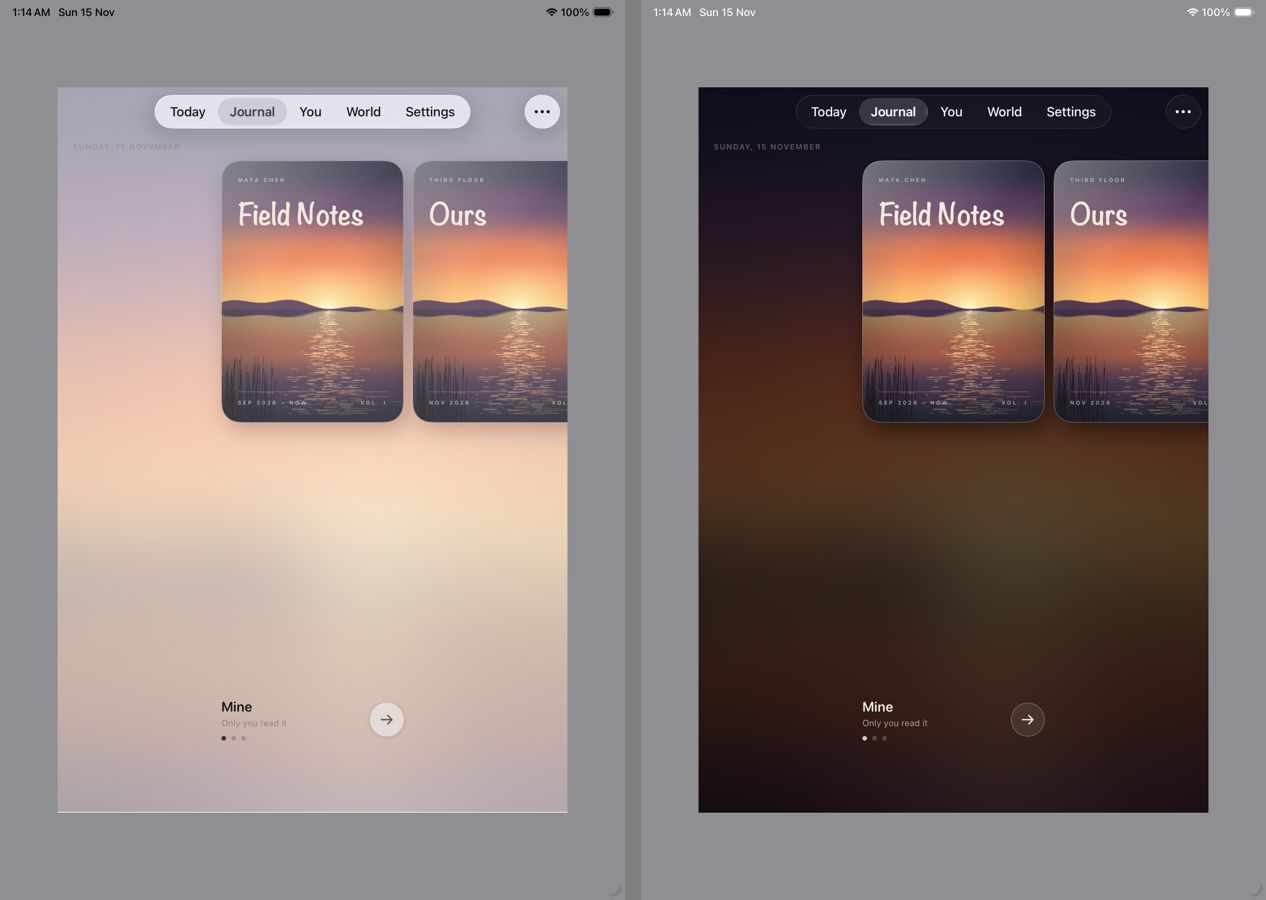 1:14 AM Sun 15 Nov 100%
Today Journal You World Settings
SUNDAY, 15 NOVEMBER
MAYA CHEN
Field Notes
SEP 2026 – NOW VOL. I
THIRD FLOOR
Ours
NOV 2026 VOL
Mine
Only you read it
1:14 AM Sun 15 Nov 100%
Today Journal You World Settings
SUNDAY, 15 NOVEMBER
MAYA CHEN
Field Notes
SEP 2026 – NOW VOL. I
THIRD FLOOR
Ours
NOV 2026 VOL
Mine
Only you read it